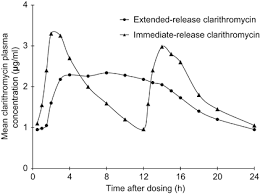 Extended-release clarithromycin
Immediate-release clarithromycin
Mean clarithromycin plasma
concentration (µg/ml)
4
3
2
1
0
0
4
8
12
16
20
24
Time after dosing (h)